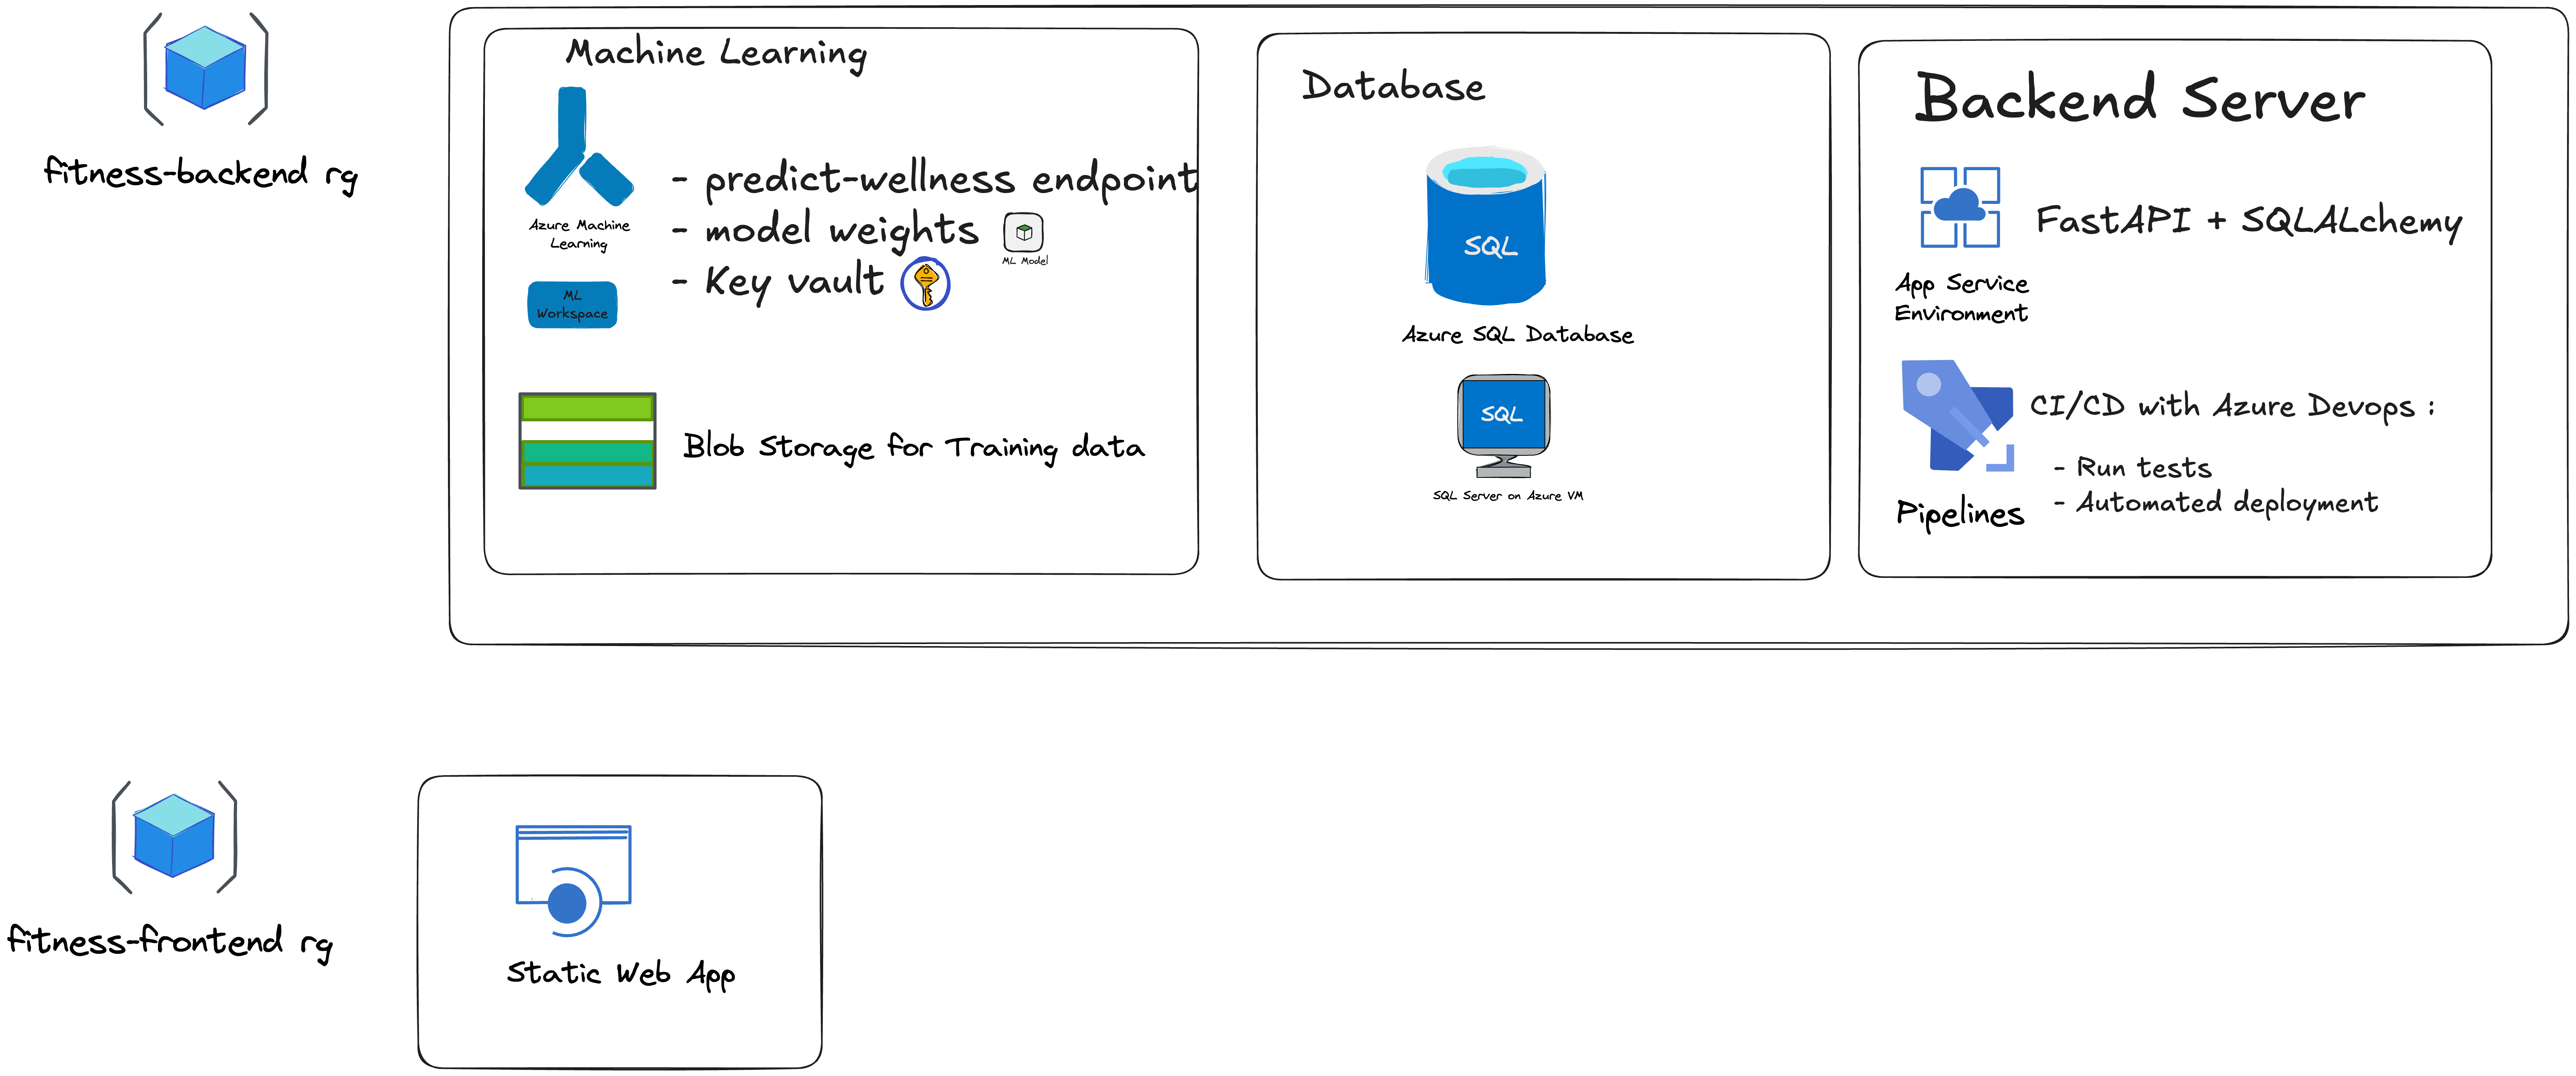 fitness-backend rg
Machine Learning
Azure Machine
Learning
ML
Workspace
- predict-wellness endpoint
- model weights
ML Model
- Key vault
Blob Storage for Training data
Database
SQL
Azure SQL Database
SQL
SQL Server on Azure VM
Backend Server
FastAPI + SQLALchemy
App Service
Environment
CI/CD with Azure Devops :
- Run tests
- Automated deployment
Pipelines
fitness-frontend rg
Static Web App